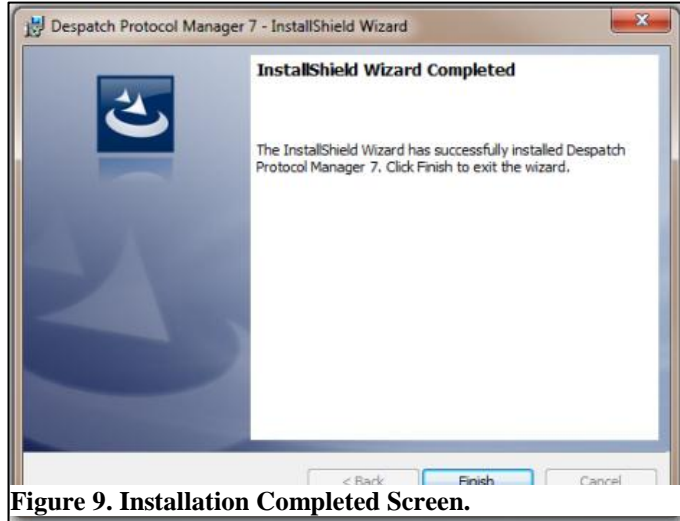 Despatch Protocol Manager 7 - InstallShield Wizard
InstallShield Wizard Completed
The InstallShield Wizard has successfully installed Despatch
Protocol Manager 7. Click Finish to exit the wizard.
< Back Finish Cancel
Figure 9. Installation Completed Screen.